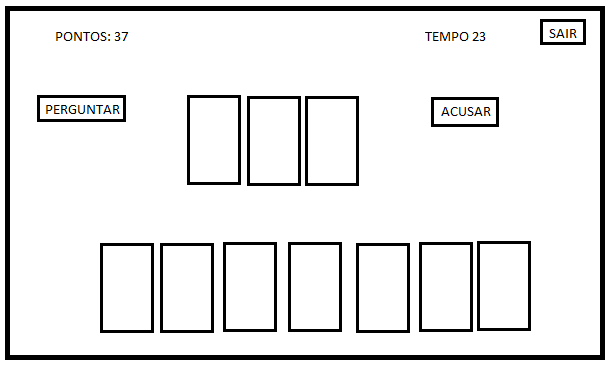 PONTOS: 37
TEMPO 23
SAIR
PERGUNTAR
ACUSAR